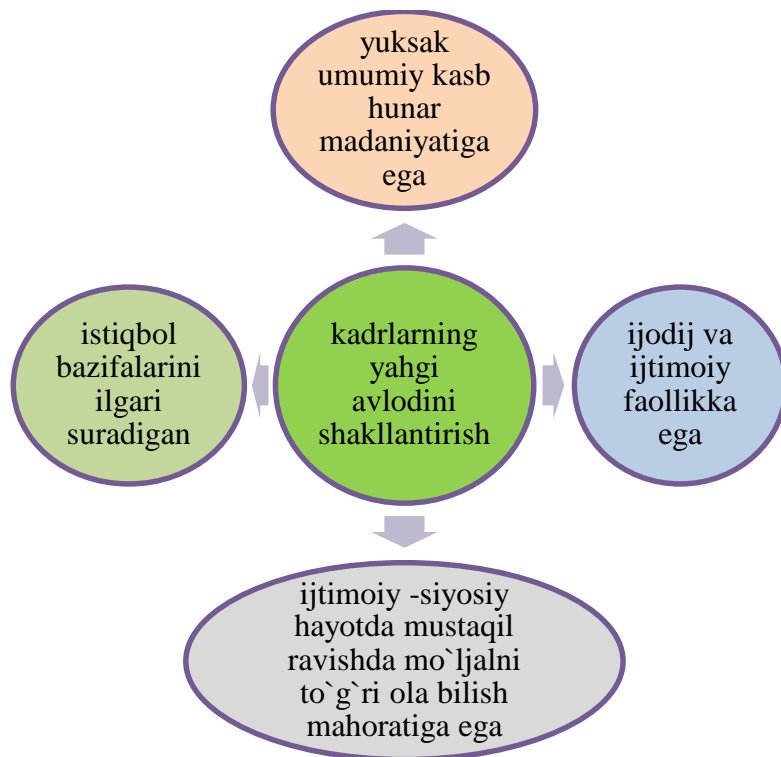 yuksak
umumiy kasb
hunar
madaniyatiga
ega
istiqbol
bazifalarini
ilgari
suradigan
kadrlarning
yahgi
avlodini
shakllantirish
ijodij va
ijtimoiy
faollikka
ega
ijtimoiy -siyosiy
hayotda mustaqil
ravishda mo`ljalni
to`g`ri ola bilish
mahoratiga ega